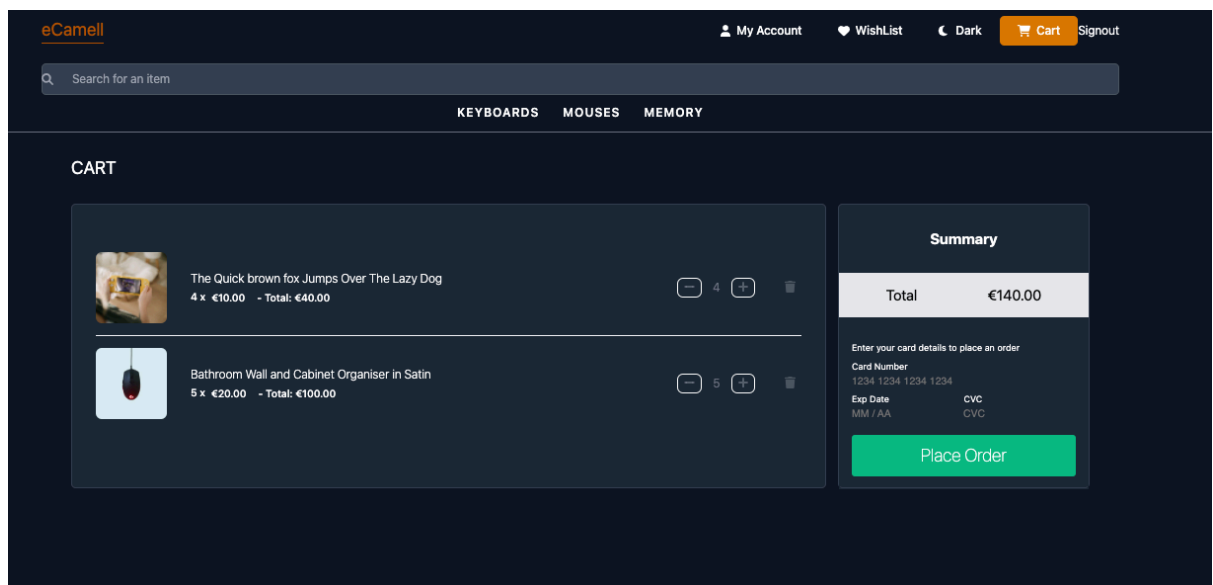 eCamell
My Account WishList Dark Cart Signout
Search for an item
KEYBOARDS MOUSES MEMORY
CART
The Quick brown fox Jumps Over The Lazy Dog
4 x €10.00 - Total: €40.00
4
Bathroom Wall and Cabinet Organiser in Satin
5 x €20.00 - Total: €100.00
5
Summary
Total €140.00
Enter your card details to place an order
Card Number
1234 1234 1234 1234
Exp Date CVC
MM / AA CVC
Place Order